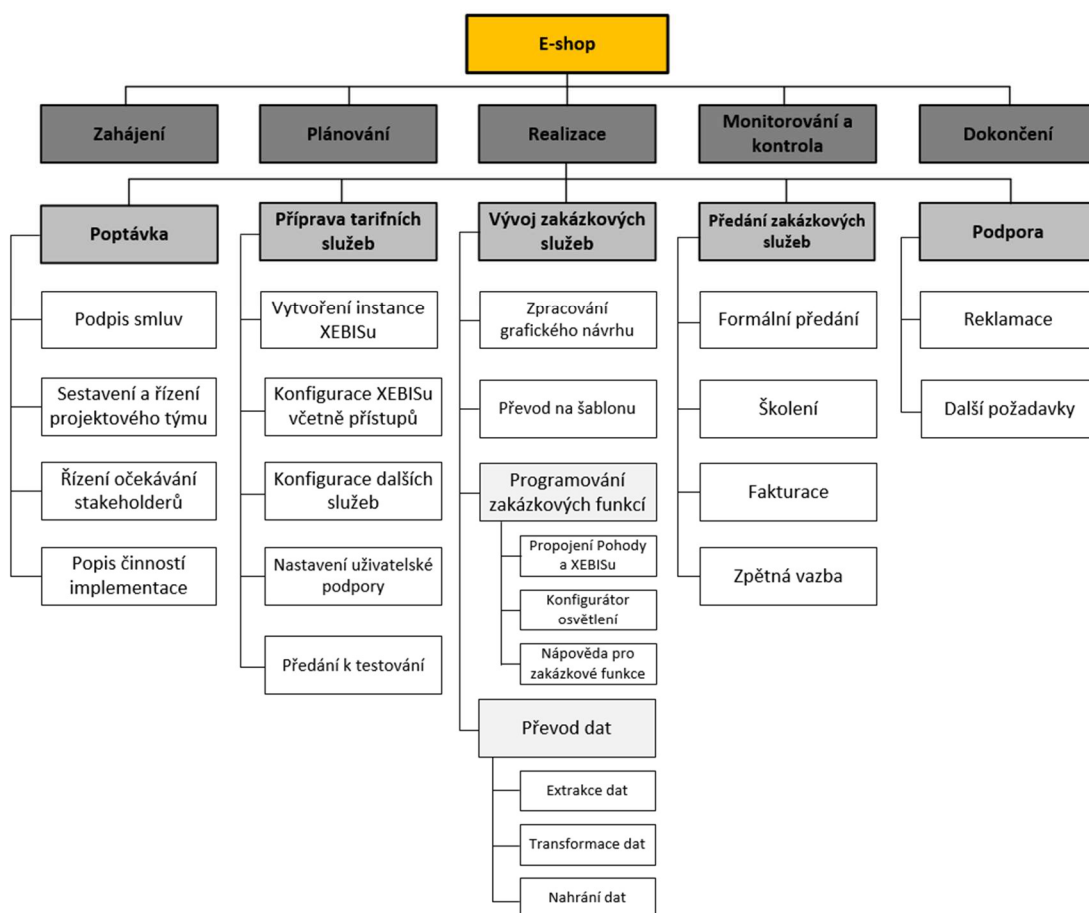 E-shop
Zahájení
Plánování
Realizace
Monitorování a
kontrola
Dokončení
Poptávka
Podpis smluv
Sestavení a řízení
projektového týmu
Řízení očekávání
stakeholderů
Popis činností
implementace
Příprava tarifních
služeb
Vytvoření instance
XEBISu
Konfigurace XEBISu
včetně přístupů
Konfigurace dalších
služeb
Nastavení uživatelské
podpory
Předání k testování
Vývoj zakázkových
služeb
Zpracování
grafického návrhu
Převod na šablonu
Programování
zakázkových funkcí
Propojení Pohody
a XEBISu
Konfigurátor
osvětlení
Nápověda pro
zakázkové funkce
Převod dat
Extrakce dat
Transformace dat
Nahrání dat
Předání zakázkových
služeb
Formální předání
Školení
Fakturace
Zpětná vazba
Podpora
Reklamace
Další požadavky